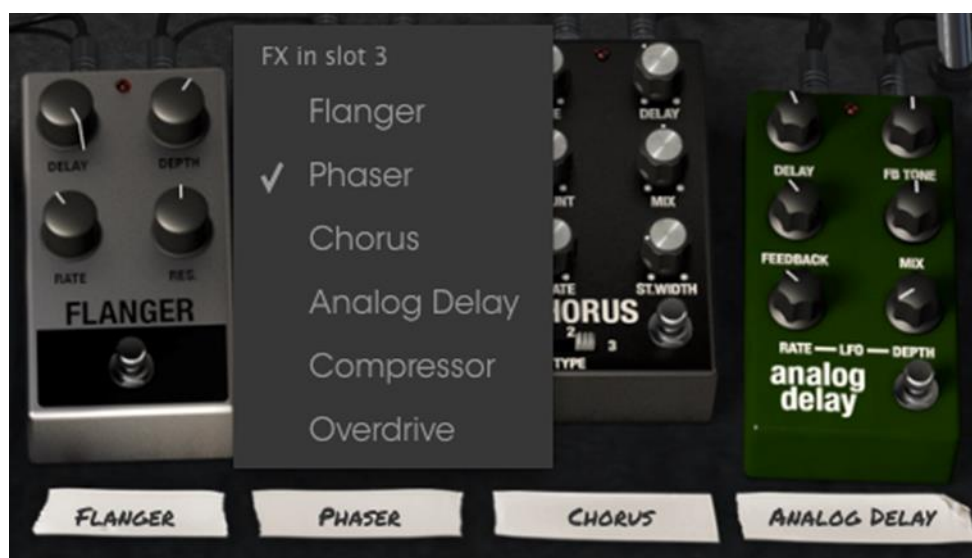 FX in slot 3
Flanger
✓ Phaser
Chorus
Analog Delay
Compressor
Overdrive
DELAY DEPTH
RATE RES.
FLANGER
DELAY
MIX
ST.WIDTH
2
3
TYPE
DELAY FB TONE
FEEDBACK MIX
RATE — LFO — DEPTH
analog
delay
FLANGER PHASER CHORUS ANALOG DELAY